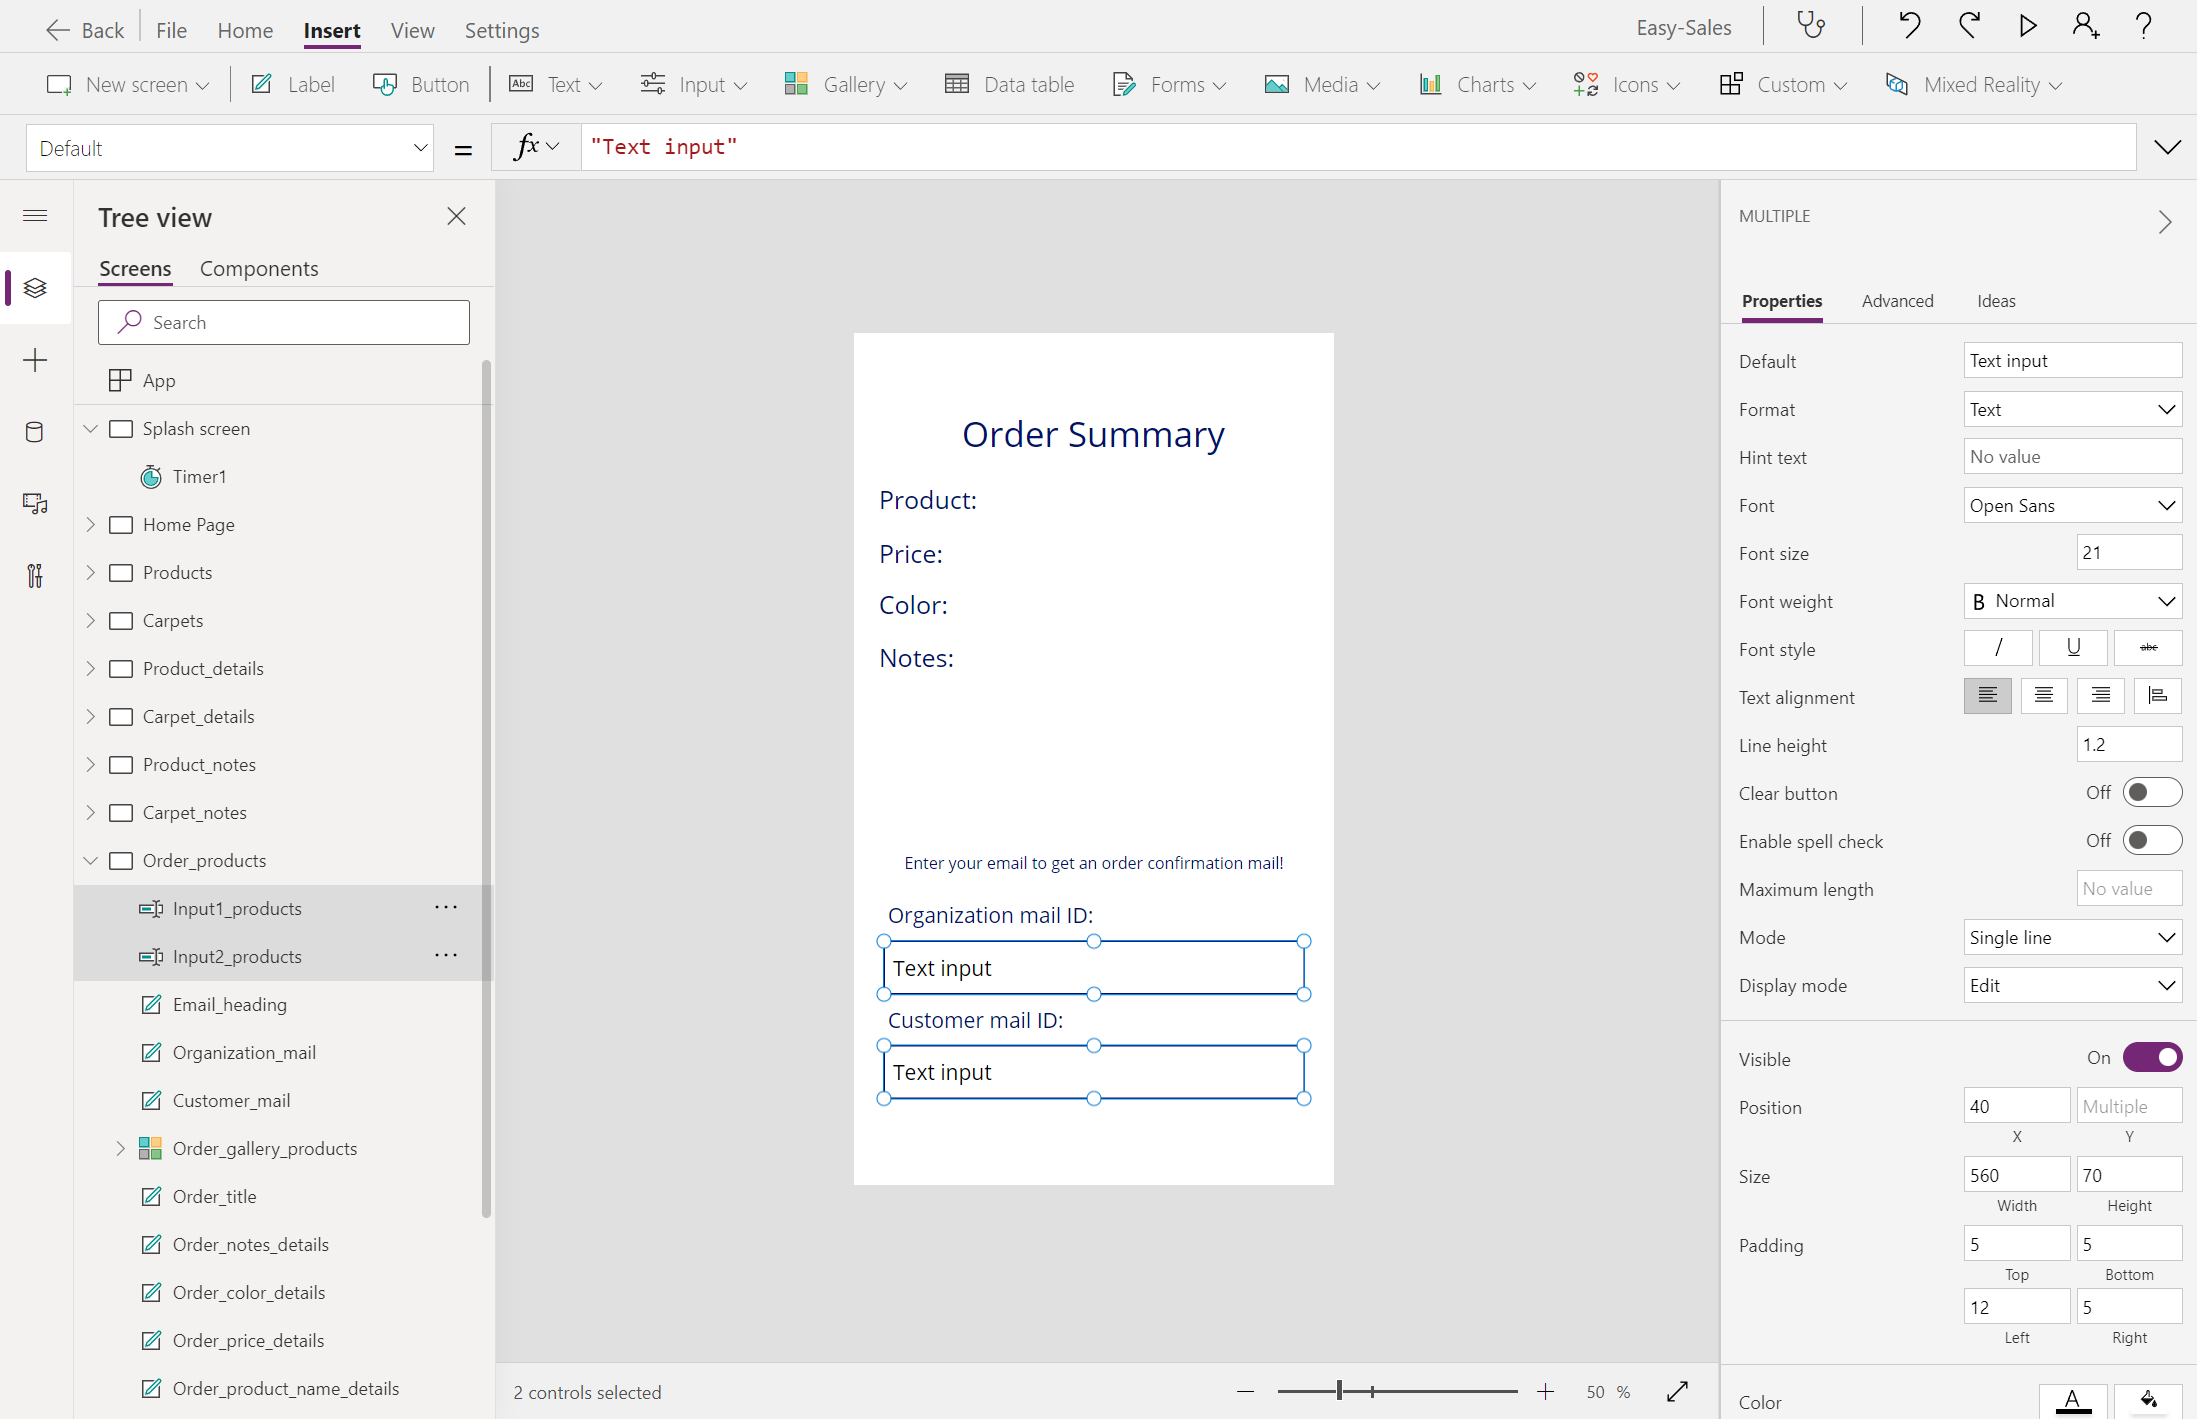 Back File Home Insert View Settings Easy-Sales
New screen Label Button Abc Text Input Gallery Data table Forms Media Charts Icons Custom Mixed Reality
Default = fx "Text input"
Tree view
Screens Components
Search
App
Splash screen
Timer1
Home Page
Products
Carpets
Product_details
Carpet_details
Product_notes
Carpet_notes
Order_products
Input1_products
Input2_products
Email_heading
Organization_mail
Customer_mail
Order_gallery_products
Order_title
Order_notes_details
Order_color_details
Order_price_details
Order_product_name_details
Order Summary
Product:
Price:
Color:
Notes:
Enter your email to get an order confirmation mail!
Organization mail ID:
Text input
Customer mail ID:
Text input
2 controls selected
50 %
MULTIPLE
Properties Advanced Ideas
Default Text input
Format Text
Hint text No value
Font Open Sans
Font size 21
Font weight B Normal
Font style / U abc
Text alignment
Line height 1.2
Clear button Off
Enable spell check Off
Maximum length No value
Mode Single line
Display mode Edit
Visible On
Position 40 Multiple
X Y
Size 560 70
Width Height
Padding 5 5
Top Bottom
12 5
Left Right
Color A